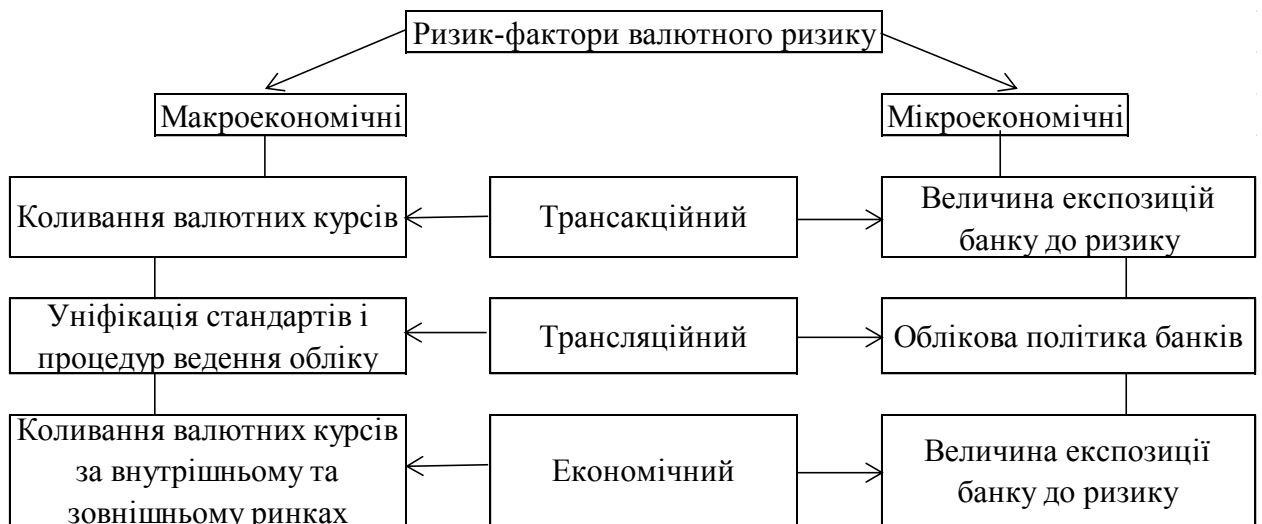 Ризик-фактори валютного ризику
Макроекономічні
Мікроекономічні
Коливання валютних курсів
Трансакційний
Величина експозицій
банку до ризику
Уніфікація стандартів і
процедур ведення обліку
Трансляційний
Облікова політика банків
Коливання валютних курсів
за внутрішньому та
зовнішньому ринках
Економічний
Величина експозиції
банку до ризику